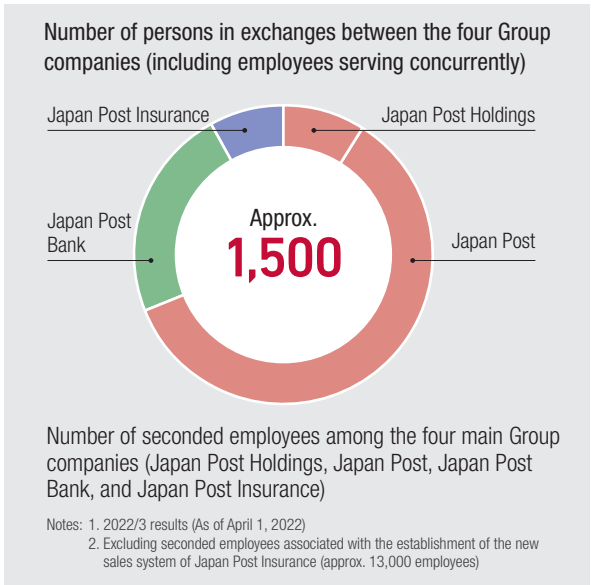 Number of persons in exchanges between the four Group
companies (including employees serving concurrently)
Japan Post Insurance
Japan Post Holdings
Japan Post
Bank
Approx.
1,500
Japan Post
Number of seconded employees among the four main Group
companies (Japan Post Holdings, Japan Post, Japan Post
Bank, and Japan Post Insurance)
Notes: 1. 2022/3 results (As of April 1, 2022)
2. Excluding seconded employees associated with the establishment of the new
sales system of Japan Post Insurance (approx. 13,000 employees)